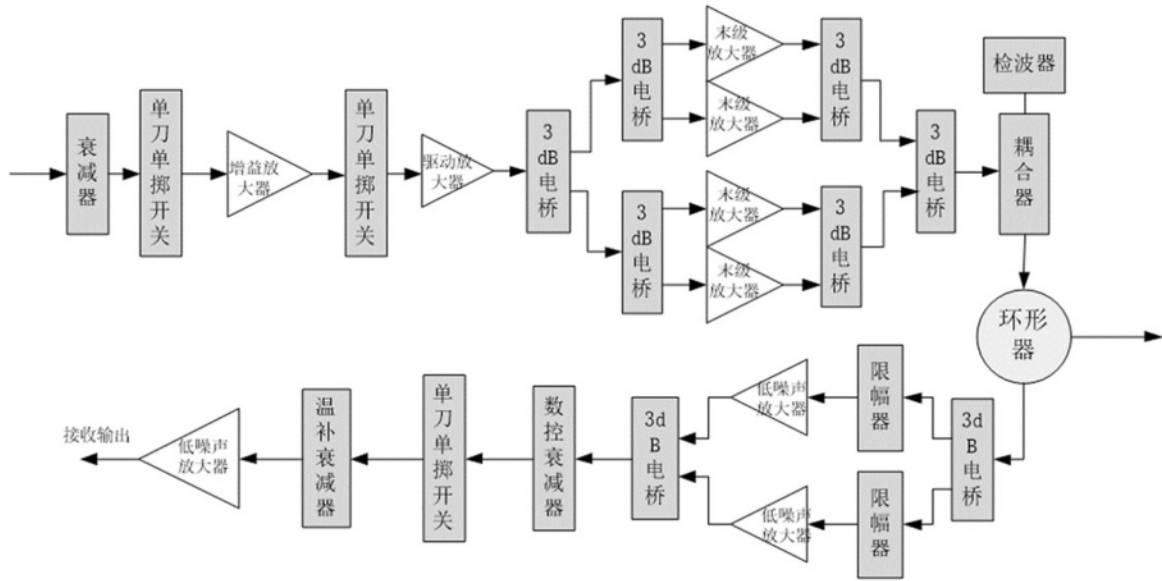 衰减器
单刀单掷开关
增益放
大器
单刀单掷开关
驱动放
大器
3dB电桥
3dB电桥
末级
放大器
末级
放大器
3dB电桥
3dB电桥
末级
放大器
末级
放大器
3dB电桥
3dB电桥
检波器
耦合器
环形
器
3dB电桥
限幅器
低噪声
放大器
限幅器
低噪声
放大器
3dB电桥
数控衰减器
单刀单掷开关
温补衰减器
低噪声
放大器
接收输出